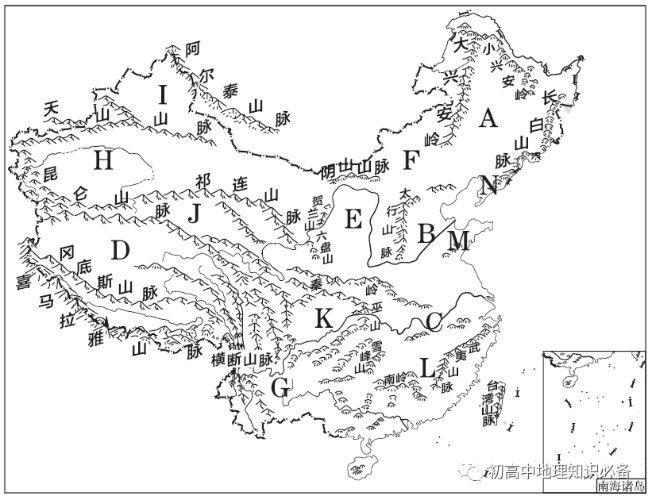 阿尔泰山脉
天山山脉
I
H
昆仑山脉
祁连山脉
J
D
冈底斯山脉
喜马拉雅山脉
横断山脉
大兴安岭
小兴安岭
长白山脉
A
F
阴山山脉
N
贺兰山
六盘山
E
太行山脉
B
M
秦岭
巫山
K
C
雪峰山
武夷山脉
L
南岭
G
台湾山脉
初高中地理知识必备
南海诸岛